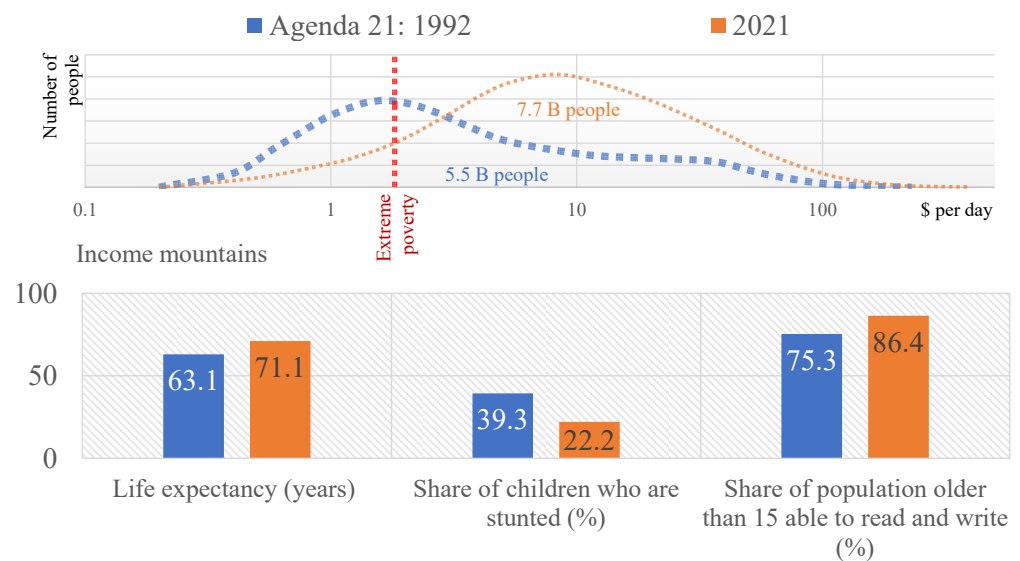 Agenda 21: 1992
2021
Number of
people
7.7 B people
5.5 B people
0.1
1
10
100
$ per day
Extreme
poverty
Income mountains
100
50
0
63.1
71.1
39.3
22.2
75.3
86.4
Life expectancy (years)
Share of children who are
stunted (%)
Share of population older
than 15 able to read and write
(%)